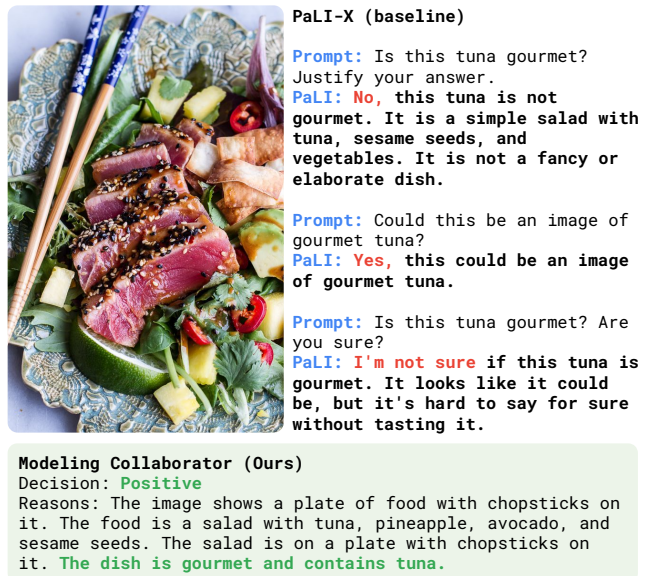 PaLI-X (baseline)
Prompt: Is this tuna gourmet?
Justify your answer.
PaLI: No, this tuna is not
gourmet. It is a simple salad with
tuna, sesame seeds, and
vegetables. It is not a fancy or
elaborate dish.
Prompt: Could this be an image of
gourmet tuna?
PaLI: Yes, this could be an image
of gourmet tuna.
Prompt: Is this tuna gourmet? Are
you sure?
PaLI: I'm not sure if this tuna is
gourmet. It looks like it could
be, but it's hard to say for sure
without tasting it.
Modeling Collaborator (Ours)
Decision: Positive
Reasons: The image shows a plate of food with chopsticks on
it. The food is a salad with tuna, pineapple, avocado, and
sesame seeds. The salad is on a plate with chopsticks on
it. The dish is gourmet and contains tuna.